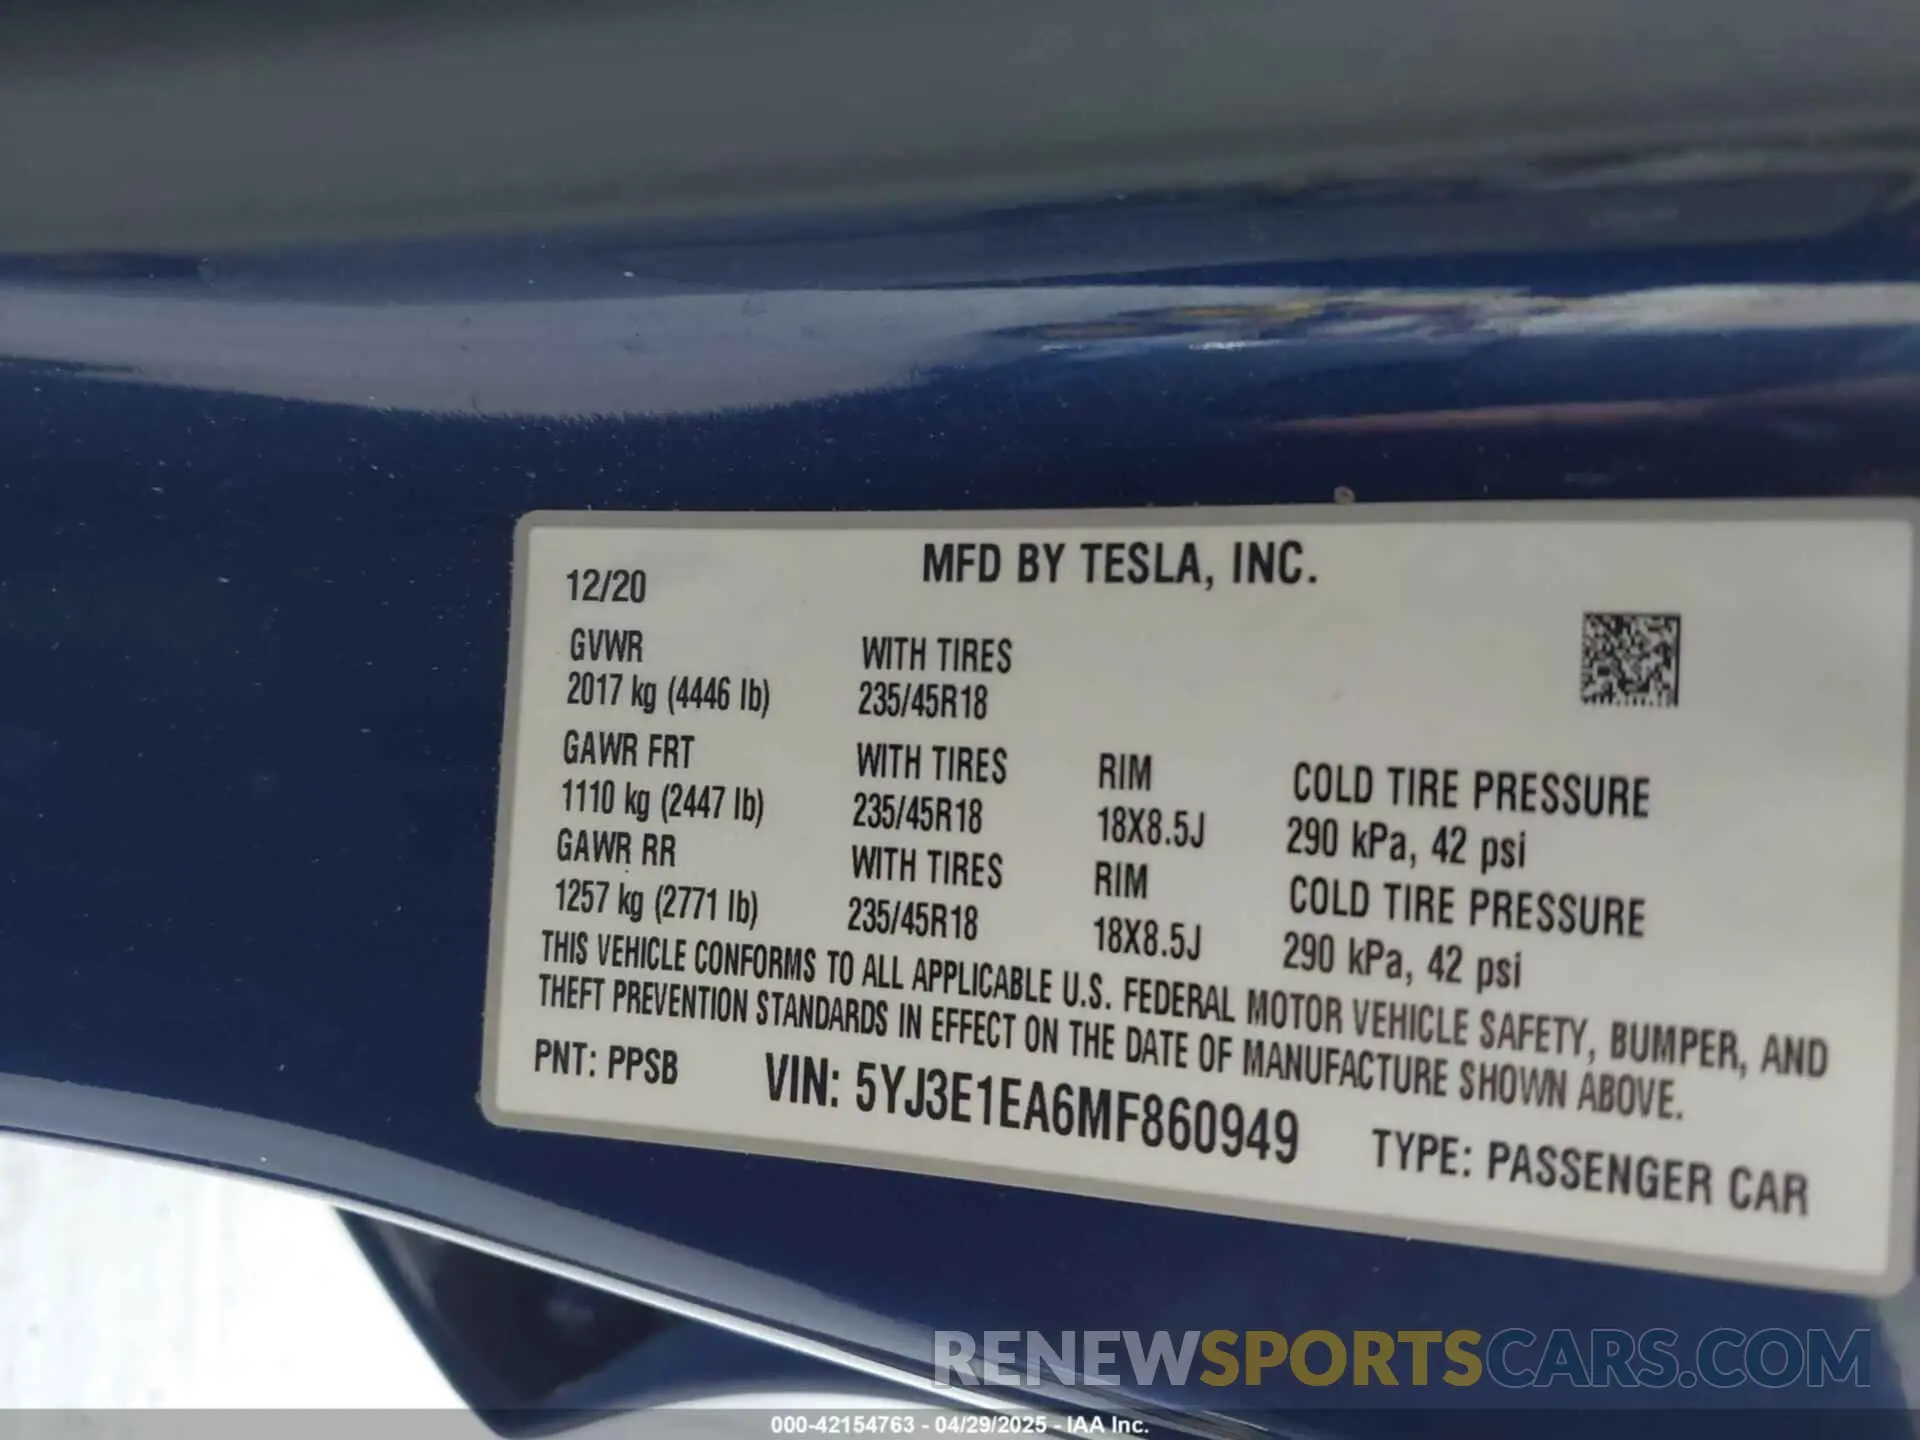 MFD BY TESLA, INC.
12/20
GVWR WITH TIRES
2017 kg (4446 lb) 235/45R18
GAWR FRT WITH TIRES RIM COLD TIRE PRESSURE
1110 kg (2447 lb) 235/45R18 18X8.5J 290 kPa, 42 psi
GAWR RR WITH TIRES RIM COLD TIRE PRESSURE
1257 kg (2771 lb) 235/45R18 18X8.5J 290 kPa, 42 psi
THIS VEHICLE CONFORMS TO ALL APPLICABLE U.S. FEDERAL MOTOR VEHICLE SAFETY, BUMPER, AND
THEFT PREVENTION STANDARDS IN EFFECT ON THE DATE OF MANUFACTURE SHOWN ABOVE.
PNT: PPSB VIN: 5YJ3E1EA6MF860949 TYPE: PASSENGER CAR
RENEWSPORTSCARS.COM
000-42154763 - 04/29/2025 - IAA Inc.